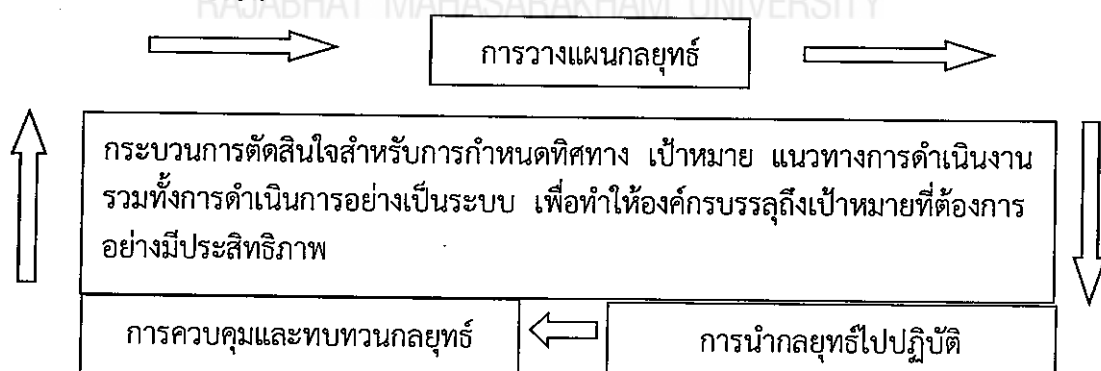 RAJABHAT MAHASARAKHAM UNIVERSITY
การวางแผนกลยุทธ์
กระบวนการตัดสินใจสำหรับการกำหนดทิศทาง เป้าหมาย แนวทางการดำเนินงาน
รวมทั้งการดำเนินการอย่างเป็นระบบ เพื่อทำให้องค์กรบรรลุถึงเป้าหมายที่ต้องการ
อย่างมีประสิทธิภาพ
การควบคุมและทบทวนกลยุทธ์
การนำกลยุทธ์ไปปฏิบัติ